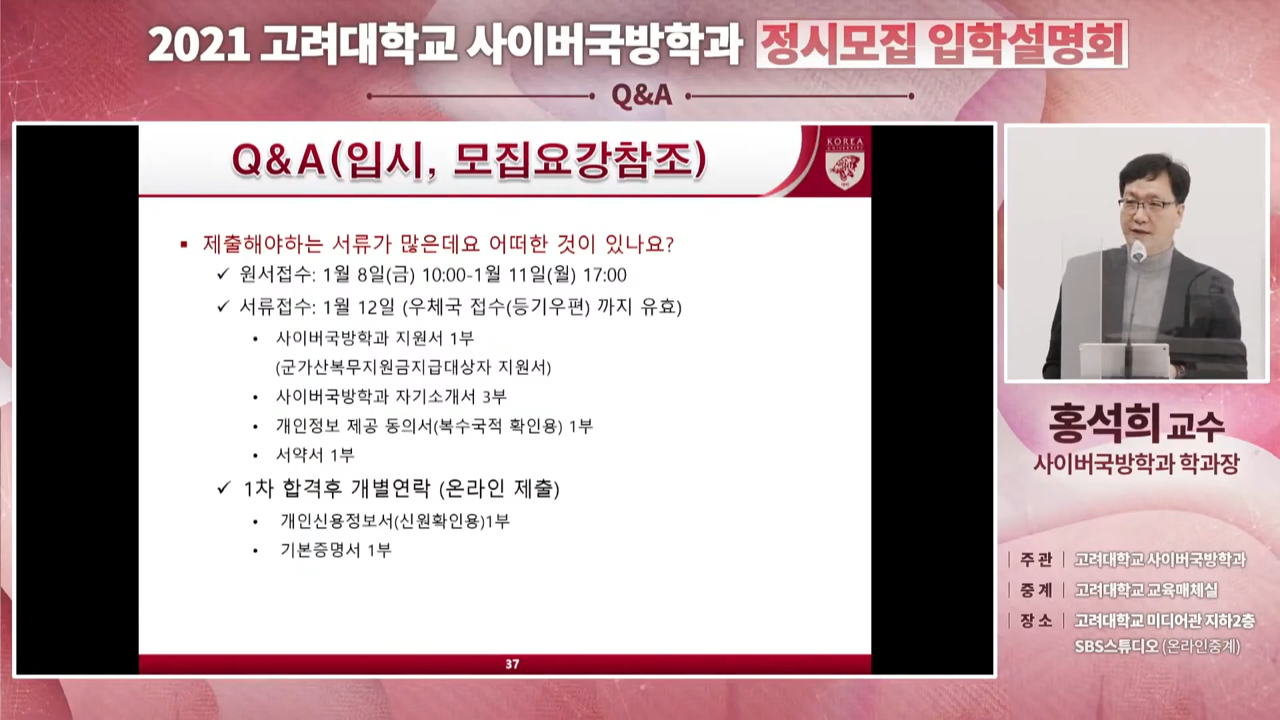 2021 고려대학교 사이버국방학과 정시모집 입학설명회
Q&A
Q&A(입시, 모집요강참조)
KOREA
UNIVERSITY
▪ 제출해야하는 서류가 많은데요 어떠한 것이 있나요?
✓ 원서접수: 1월 8일(금) 10:00-1월 11일(월) 17:00
✓ 서류접수: 1월 12일 (우체국 접수(등기우편) 까지 유효)
• 사이버국방학과 지원서 1부
(군가산복무지원금지급대상자 지원서)
• 사이버국방학과 자기소개서 3부
• 개인정보 제공 동의서(복수국적 확인용) 1부
• 서약서 1부
✓ 1차 합격후 개별연락 (온라인 제출)
• 개인신용정보서(신원확인용)1부
• 기본증명서 1부
37
홍석희 교수
사이버국방학과 학과장
| 주 관 | 고려대학교 사이버국방학과
| 중 계 | 고려대학교 교육매체실
| 장 소 | 고려대학교 미디어관 지하2층
SBS스튜디오 (온라인중계)